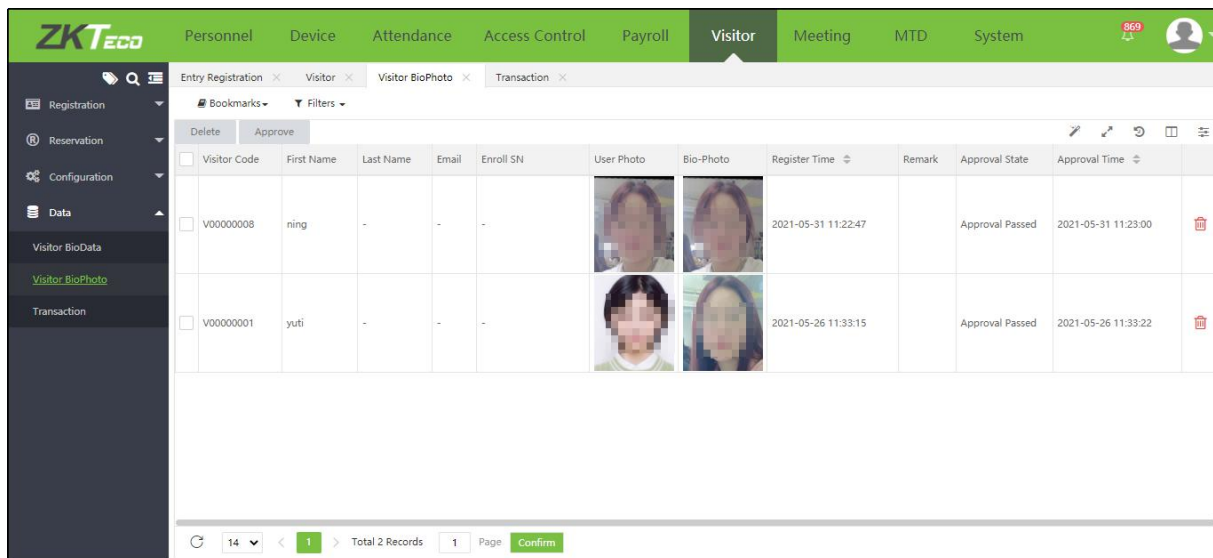 ZKTeco Personnel Device Attendance Access Control Payroll Visitor Meeting MTD System 869
Entry Registration Visitor Visitor BioPhoto Transaction
Registration
Bookmarks Filters
Delete Approve
Reservation
Visitor Code First Name Last Name Email Enroll SN User Photo Bio-Photo Register Time Remark Approval State Approval Time
Configuration
Data
V00000008 ning - - - 2021-05-31 11:22:47 Approval Passed 2021-05-31 11:23:00
Visitor BioData
Visitor BioPhoto
Transaction
V00000001 yuti - - - 2021-05-26 11:33:15 Approval Passed 2021-05-26 11:33:22
14 < 1 > Total 2 Records 1 Page Confirm